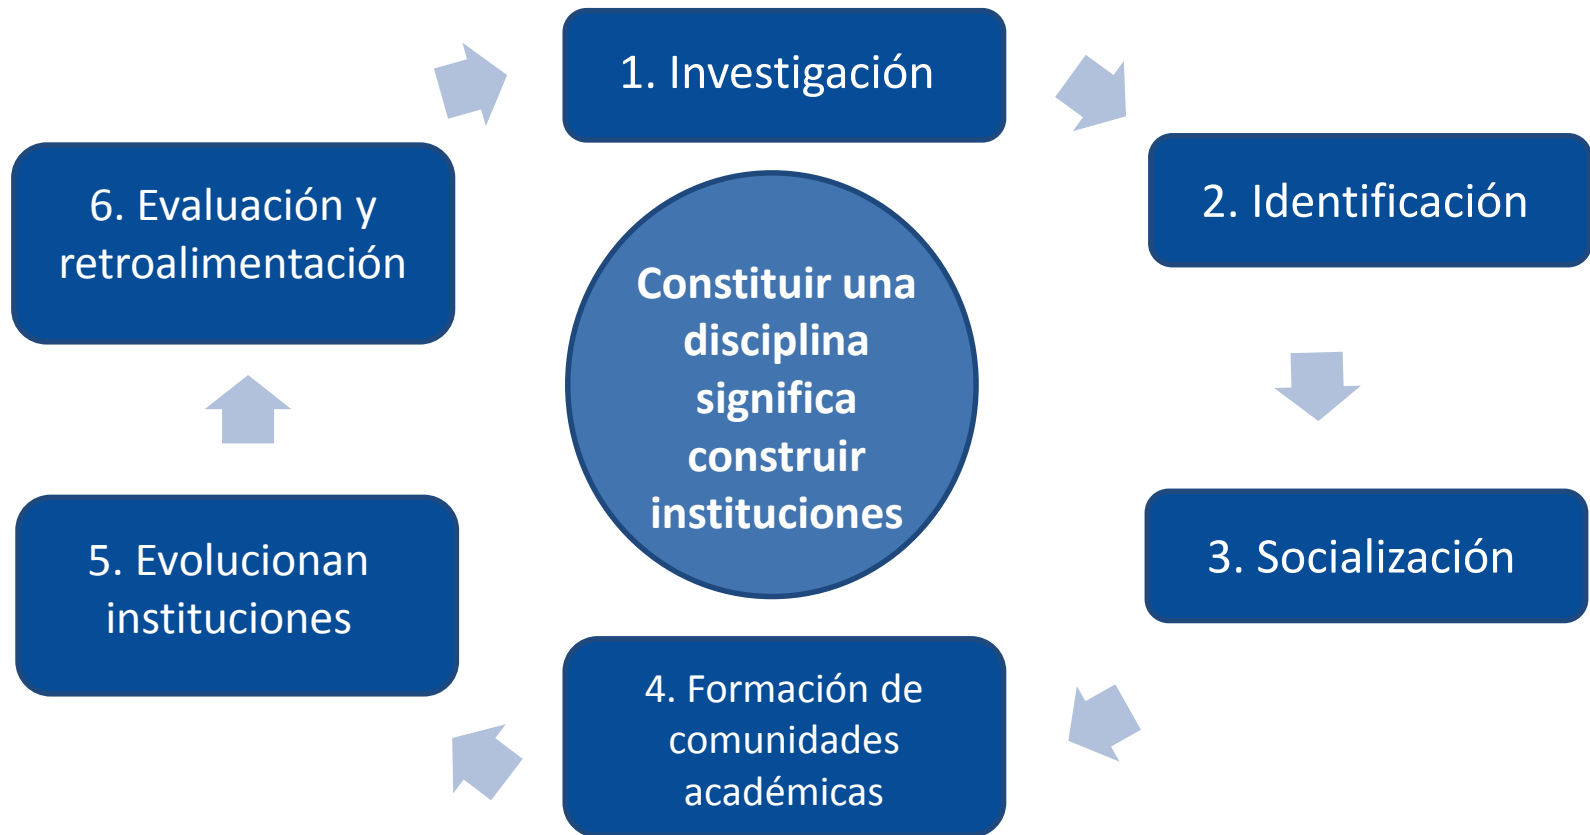 1. Investigación
2. Identificación
3. Socialización
4. Formación de
comunidades
académicas
5. Evolucionan
instituciones
6. Evaluación y
retroalimentación
Constituir una
disciplina
significa
construir
instituciones